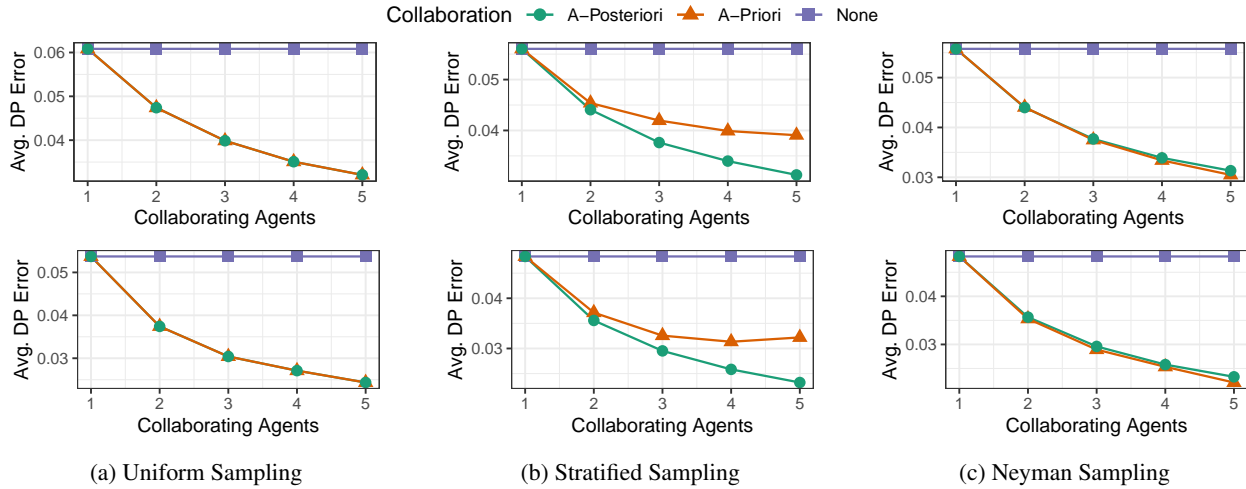 Collaboration A−Posteriori A−Priori None
Avg. DP Error
0.06
0.05
0.04
1 2 3 4 5
Collaborating Agents
Avg. DP Error
0.05
0.04
1 2 3 4 5
Collaborating Agents
Avg. DP Error
0.05
0.04
0.03
1 2 3 4 5
Collaborating Agents
Avg. DP Error
0.05
0.04
0.03
1 2 3 4 5
Collaborating Agents
Avg. DP Error
0.04
0.03
1 2 3 4 5
Collaborating Agents
Avg. DP Error
0.04
0.03
1 2 3 4 5
Collaborating Agents
(a) Uniform Sampling
(b) Stratified Sampling
(c) Neyman Sampling